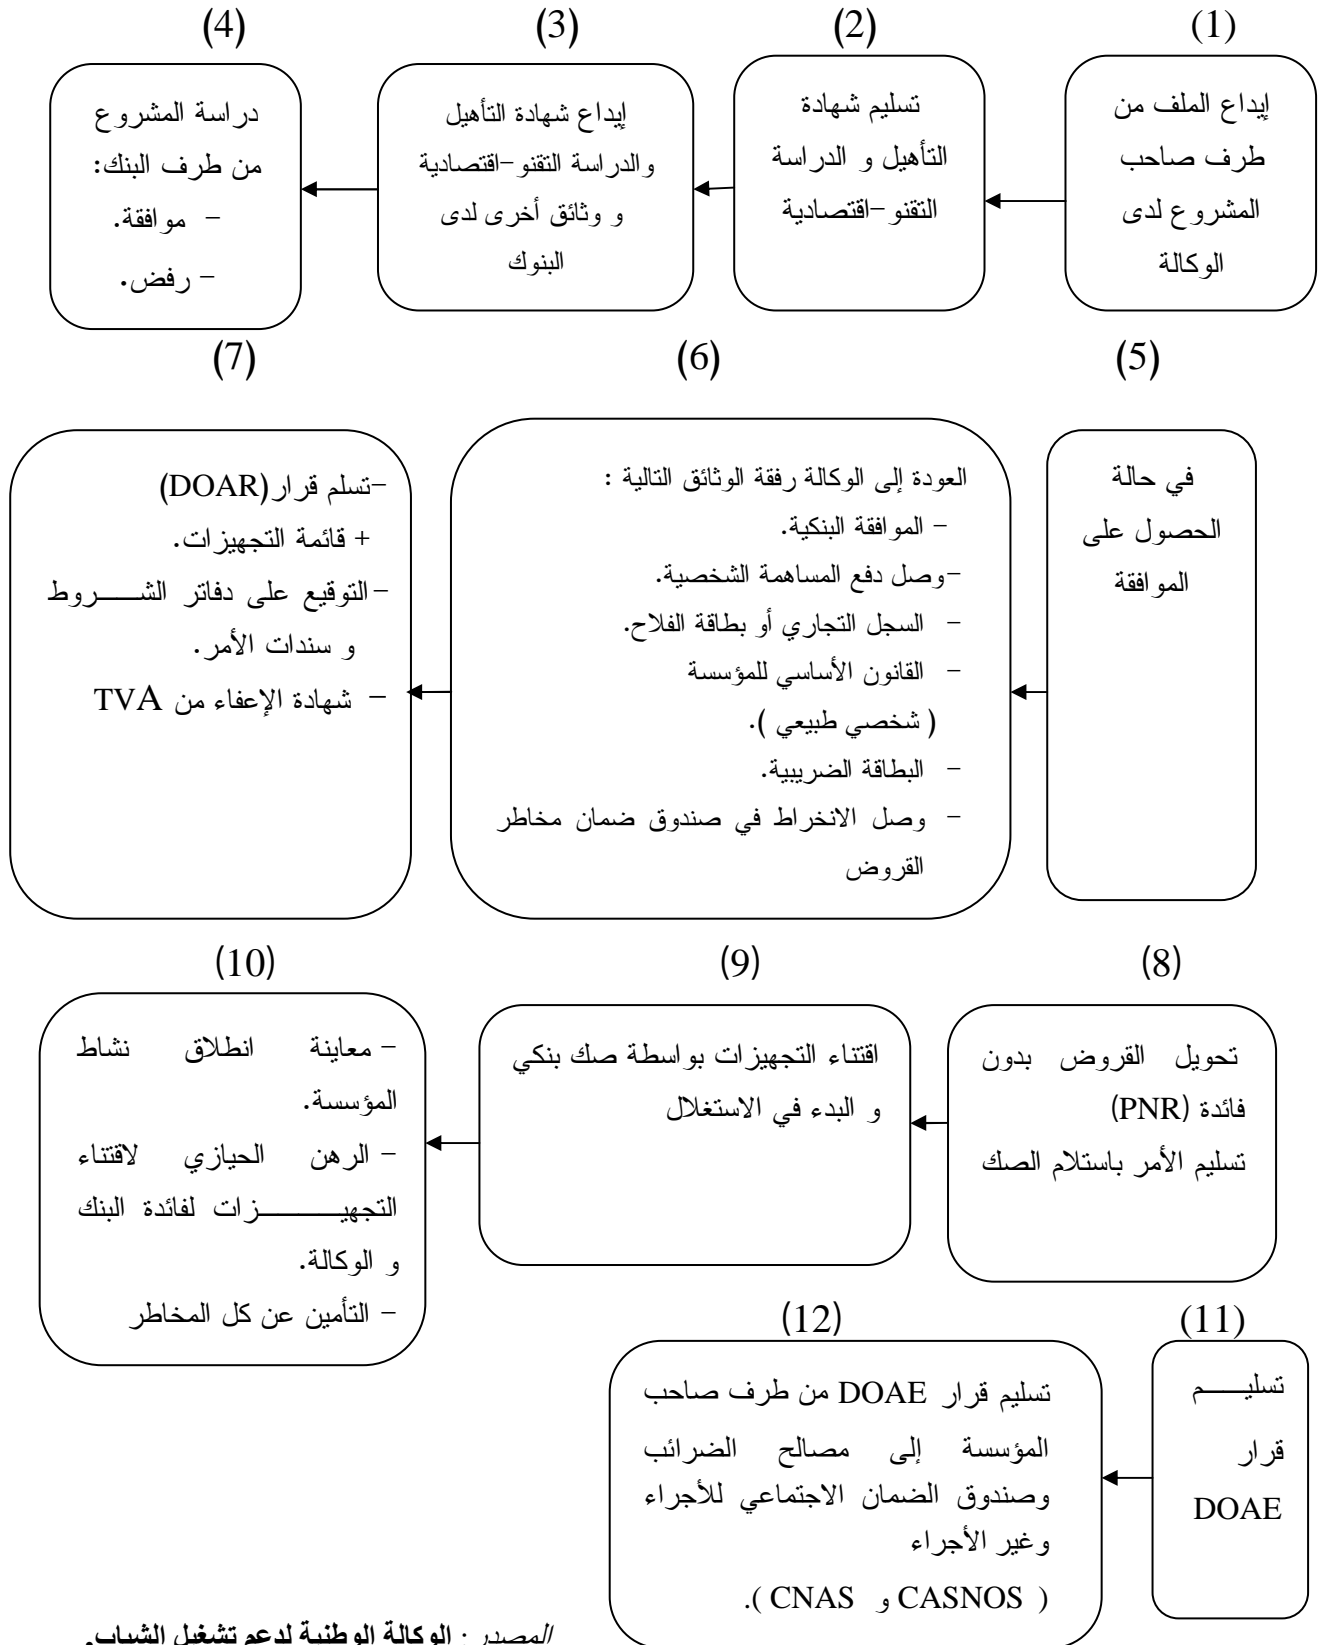 (1)
إيداع الملف من
طرف صاحب
المشروع لدى
الوكالة
(2)
تسليم شهادة
التأهيل و الدراسة
التقنو-اقتصادية
(3)
إيداع شهادة التأهيل
والدراسة التقنو-اقتصادية
و وثائق أخرى لدى
البنوك
(4)
دراسة المشروع
من طرف البنك:
- موافقة.
- رفض.
(5)
في حالة
الحصول على
الموافقة
(6)
العودة إلى الوكالة رفقة الوثائق التالية :
- الموافقة البنكية.
-وصل دفع المساهمة الشخصية.
- السجل التجاري أو بطاقة الفلاح.
- القانون الأساسي للمؤسسة
( شخصي طبيعي ).
- البطاقة الضريبية.
- وصل الانخراط في صندوق ضمان مخاطر
القروض
(7)
-تسلم قرار (DOAR)
+ قائمة التجهيزات.
-التوقيع على دفاتر الشـــــروط
و سندات الأمر.
- شهادة الإعفاء من TVA
(8)
تحويل القروض بدون
فائدة (PNR)
تسليم الأمر باستلام الصك
(9)
اقتناء التجهيزات بواسطة صك بنكي
و البدء في الاستغلال
(10)
- معاينة انطلاق نشاط
المؤسسة.
- الرهن الحيازي لاقتناء
التجهيـــــــزات لفائدة البنك
و الوكالة.
- التأمين عن كل المخاطر
(11)
تسليـــــم
قرار
DOAE
(12)
تسليم قرار DOAE من طرف صاحب
المؤسسة إلى مصالح الضرائب
وصندوق الضمان الاجتماعي للأجراء
وغير الأجراء
( CASNOS و CNAS ).
المصدر : الوكالة الوطنية لدعم تشغيل الشباب.